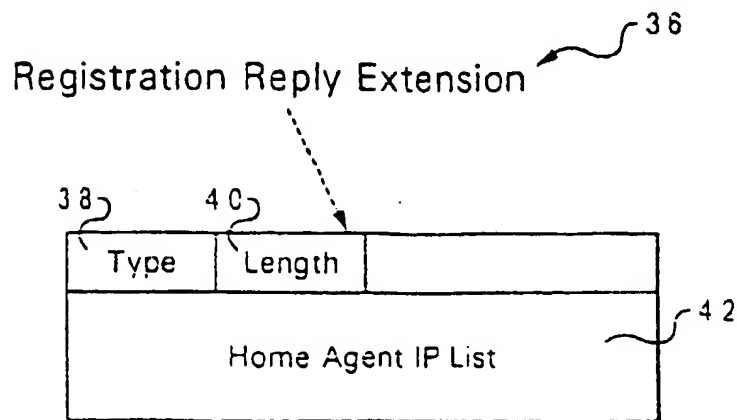 36
Registration Reply Extension
38 40
Type Length
42
Home Agent IP List